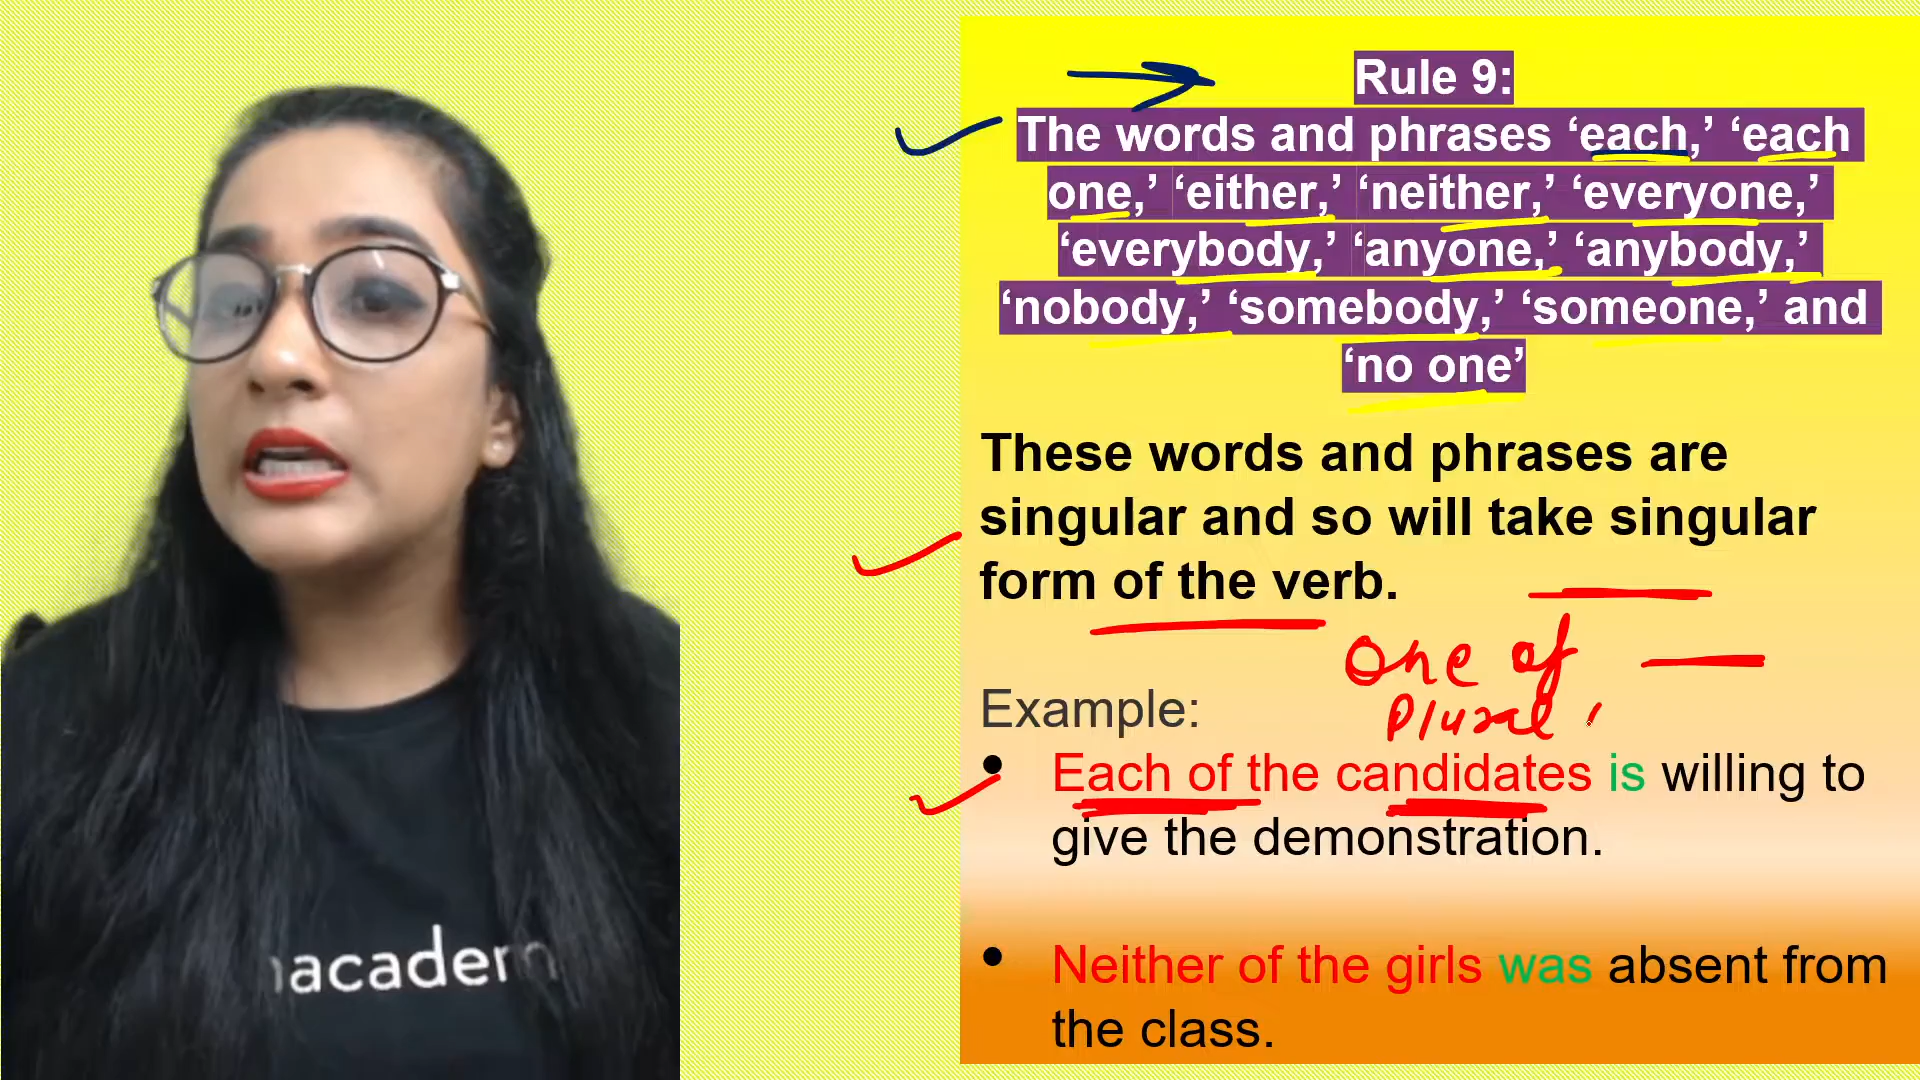 Rule 9:
The words and phrases ‘each,’ ‘each
one,’ ‘either,’ ‘neither,’ ‘everyone,’
‘everybody,’ ‘anyone,’ ‘anybody,’
‘nobody,’ ‘somebody,’ ‘someone,’ and
‘no one’
These words and phrases are
singular and so will take singular
form of the verb.
One of
Plural
Example:
• Each of the candidates is willing to
give the demonstration.
• Neither of the girls was absent from
the class.